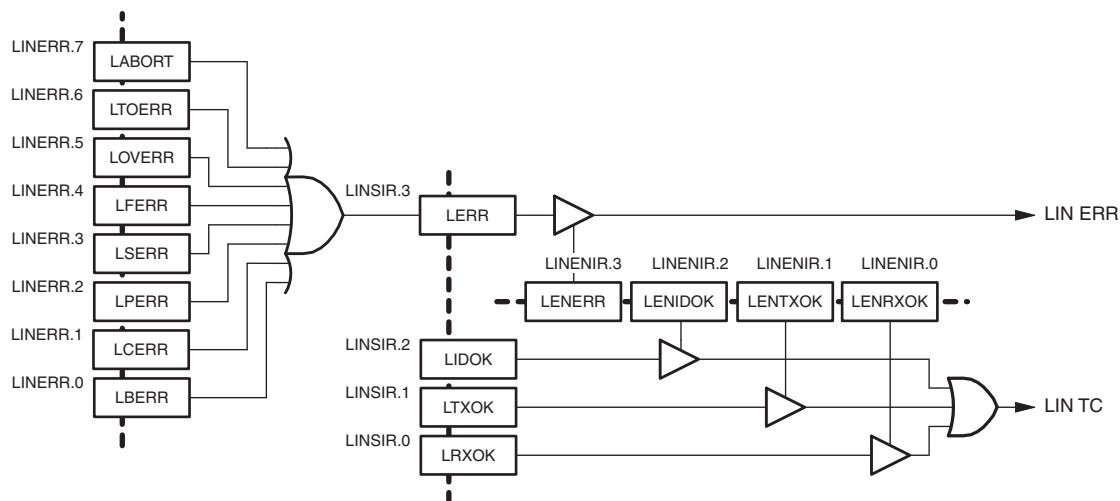 LINERR.7
LABORT
LINERR.6
LTOERR
LINERR.5
LOVERR
LINERR.4
LFERR
LINERR.3
LSERR
LINERR.2
LPERR
LINERR.1
LCERR
LINERR.0
LBERR
LINSIR.3
LERR
LIN ERR
LINENIR.3
LINENIR.2
LINENIR.1
LINENIR.0
LENERR
LENIDOK
LENTXOK
LENRXOK
LINSIR.2
LIDOK
LINSIR.1
LTXOK
LIN TC
LINSIR.0
LRXOK